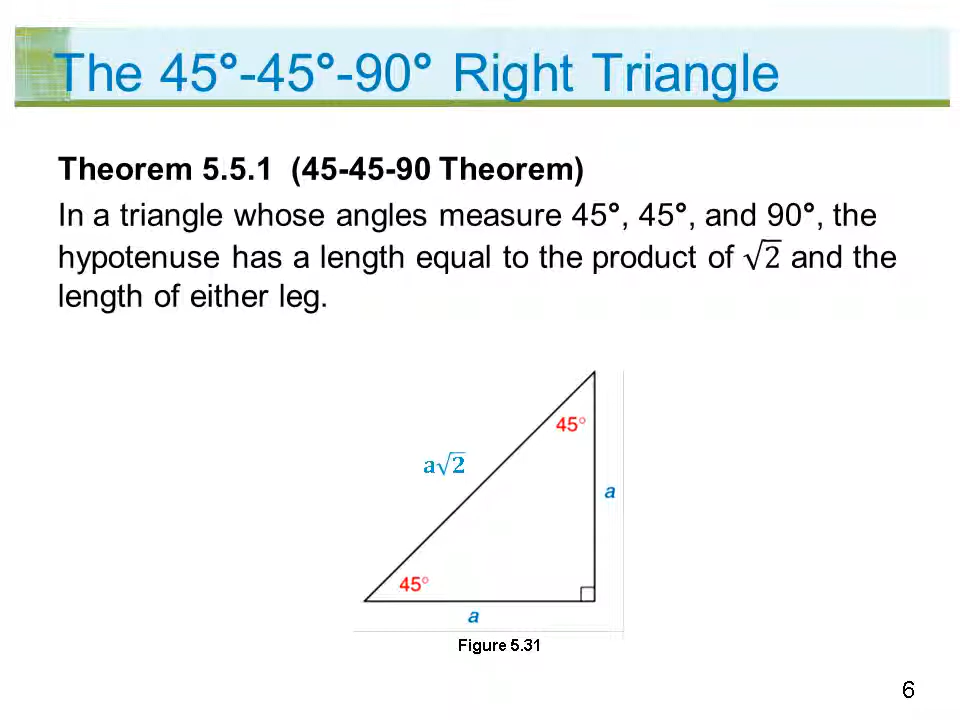 The 45°-45°-90° Right Triangle
Theorem 5.5.1 (45-45-90 Theorem)
In a triangle whose angles measure 45°, 45°, and 90°, the
hypotenuse has a length equal to the product of √2 and the
length of either leg.
45°
a√2
a
45°
a
Figure 5.31
6